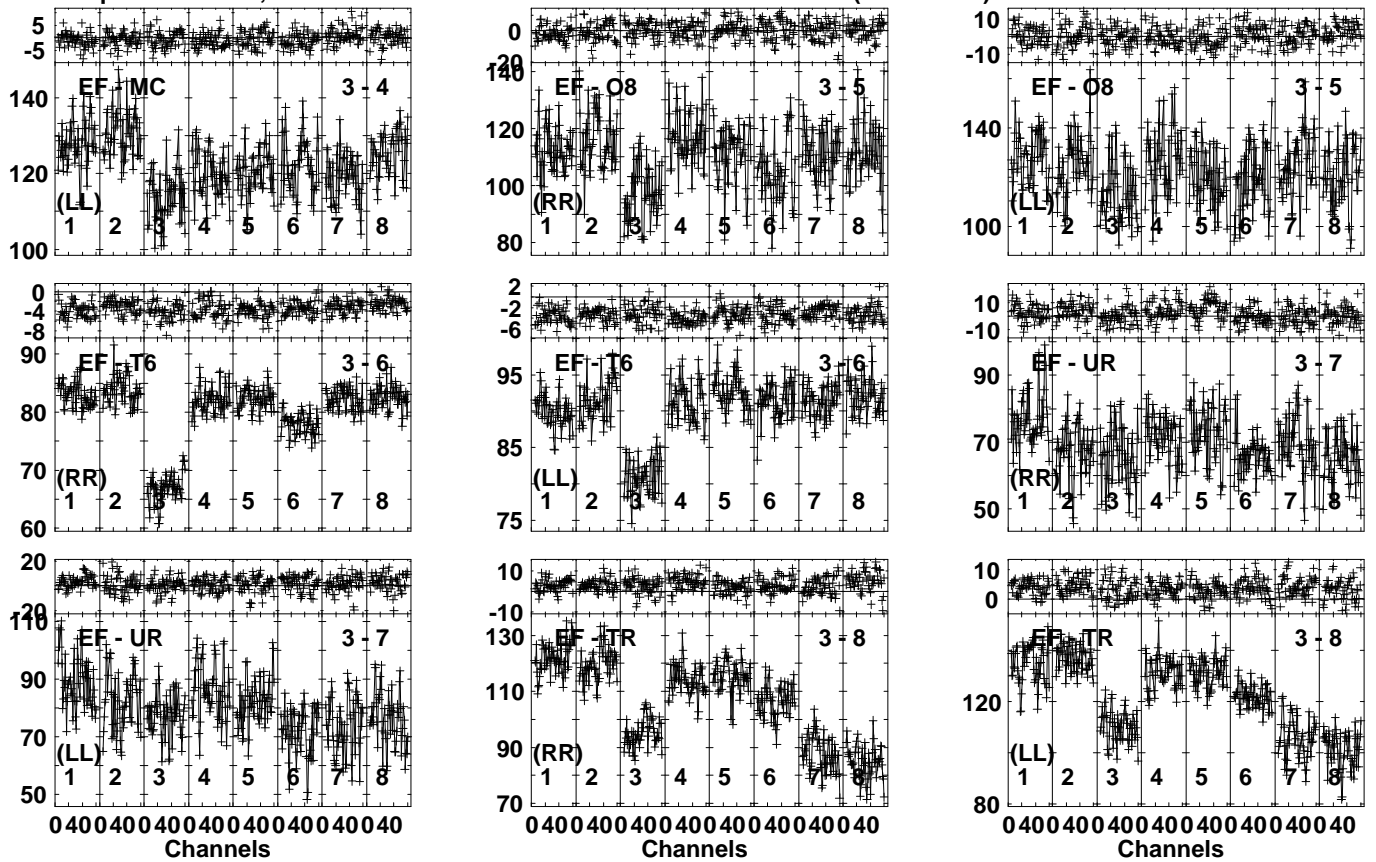 5 0 10
-5 -20 -10
EF - MC 3 - 4 140 EF - O8 3 - 5 EF - O8 3 - 5
140 120 140
120 100
(LL) (RR) (LL)
1 2 3 4 5 6 7 8 1 2 3 4 5 6 7 8 100 1 2 3 4 5 6 7 8
100 80
0 2 10
-4 -2 -10
-8 -6
90 EF - T6 3 - 6 95 EF - T6 3 - 6 90 EF - UR 3 - 7
80 85 70
70
(RR) (LL) (RR)
1 2 3 4 5 6 7 8 1 2 3 4 5 6 7 8 50 1 2 3 4 5 6 7 8
60 75
20 10 10
-20 -10 0
110 EF - UR 3 - 7 130 EF - TR 3 - 8 EF - TR 3 - 8
90 110 120
70 90
(LL) (RR) (LL)
1 2 3 4 5 6 7 8 1 2 3 4 5 6 7 8 1 2 3 4 5 6 7 8
50 70 80
0 40 0 40 0 40 0 40 0 40 0 40 0 40 0 40 0 40 0 40 0 40 0 40 0 40 0 40 0 40 0 40 0 40 0 40 0 40 0 40 0 40 0 40 0 40 0 40
Channels Channels Channels